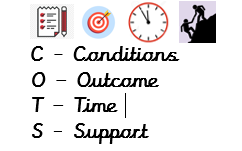 C - Conditions
O - Outcome
T - Time
S - Support